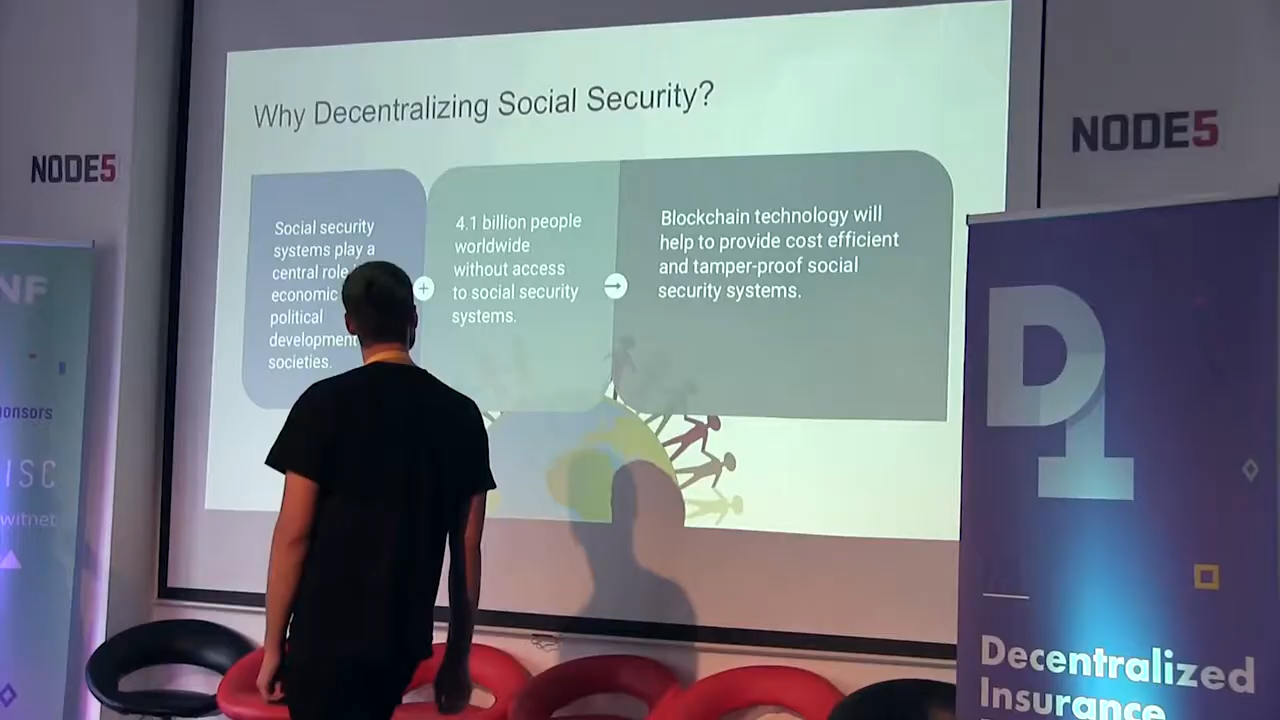 Why Decentralizing Social Security?
Social security
systems play a
central role
economic
political
development
societies.
4.1 billion people
worldwide
without access
to social security
systems.
Blockchain technology will
help to provide cost efficient
and tamper-proof social
security systems.
NODE5
NODE5
NF
onsors
ISC
witnet
D1
Decentralized
Insurance